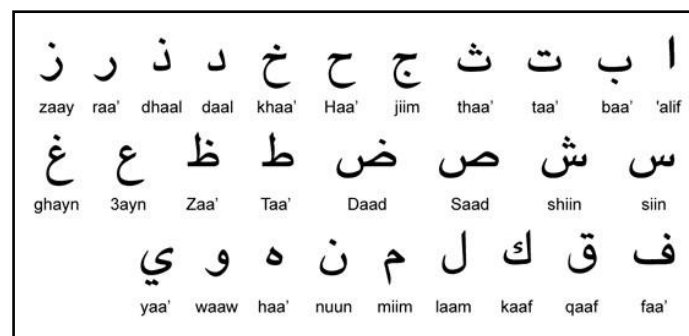 ا ب ت ث ج ح خ د ذ ر ز
zaay raa’ dhaal daal khaa’ Haa’ jiim thaa’ taa’ baa’ ’alif
س ش ص ض ط ظ ع غ
ghayn 3ayn Zaa’ Taa’ Daad Saad shiin siin
ف ق ك ل م ن ه و ي
yaa’ waaw haa’ nuun miim laam kaaf qaaf faa’